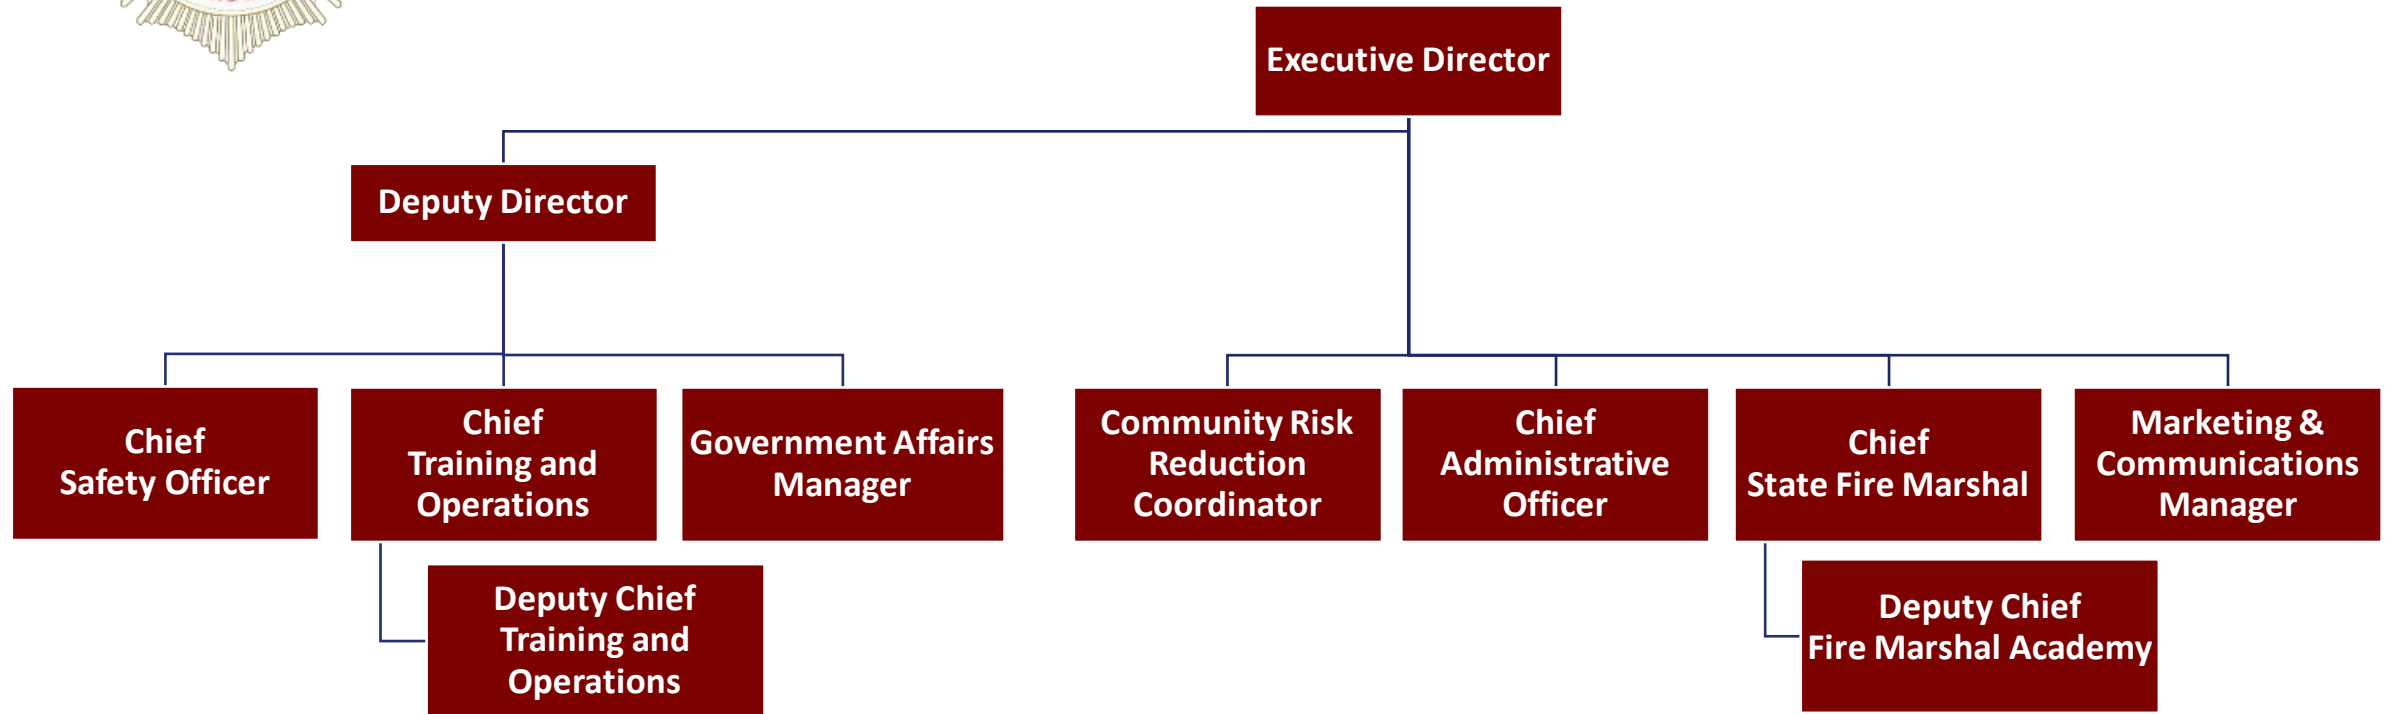 Executive Director
Deputy Director
Chief
Safety Officer
Chief
Training and
Operations
Government Affairs
Manager
Community Risk
Reduction
Coordinator
Chief
Administrative
Officer
Chief
State Fire Marshal
Marketing &
Communications
Manager
Deputy Chief
Training and
Operations
Deputy Chief
Fire Marshal Academy